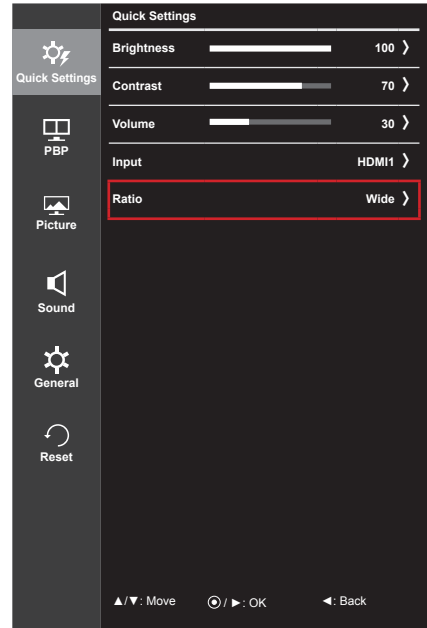 Quick Settings
PBP
Picture
Sound
General
Reset
Quick Settings
Brightness 100 ❭
Contrast 70 ❭
Volume 30 ❭
Input HDMI1 ❭
Ratio Wide ❭
▲/▼: Move ⦿ / ►: OK ◄: Back